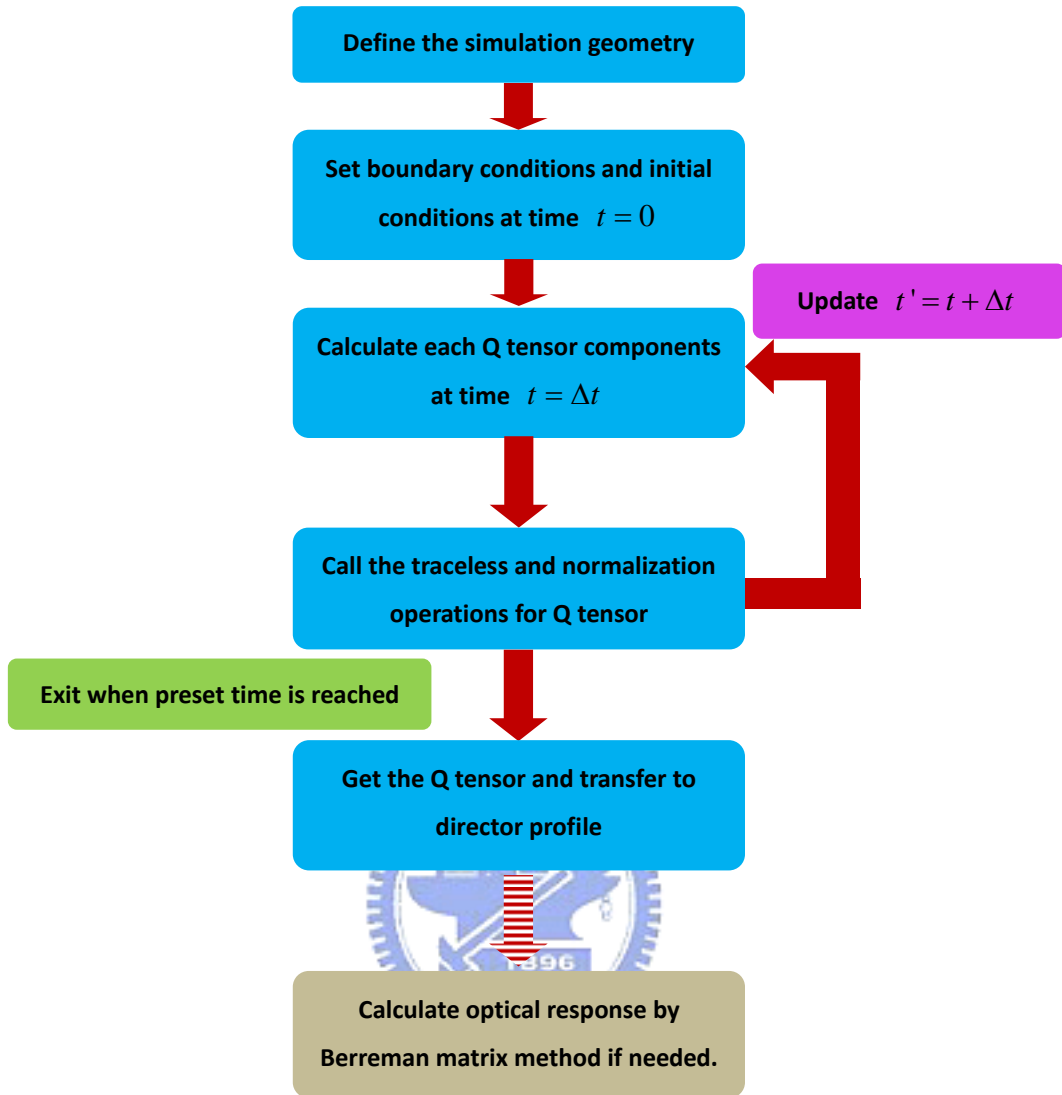 Define the simulation geometry
Set boundary conditions and initial
conditions at time t = 0
Update t ' = t + Δt
Calculate each Q tensor components
at time t = Δt
Call the traceless and normalization
operations for Q tensor
Exit when preset time is reached
Get the Q tensor and transfer to
director profile
1896
Calculate optical response by
Berreman matrix method if needed.